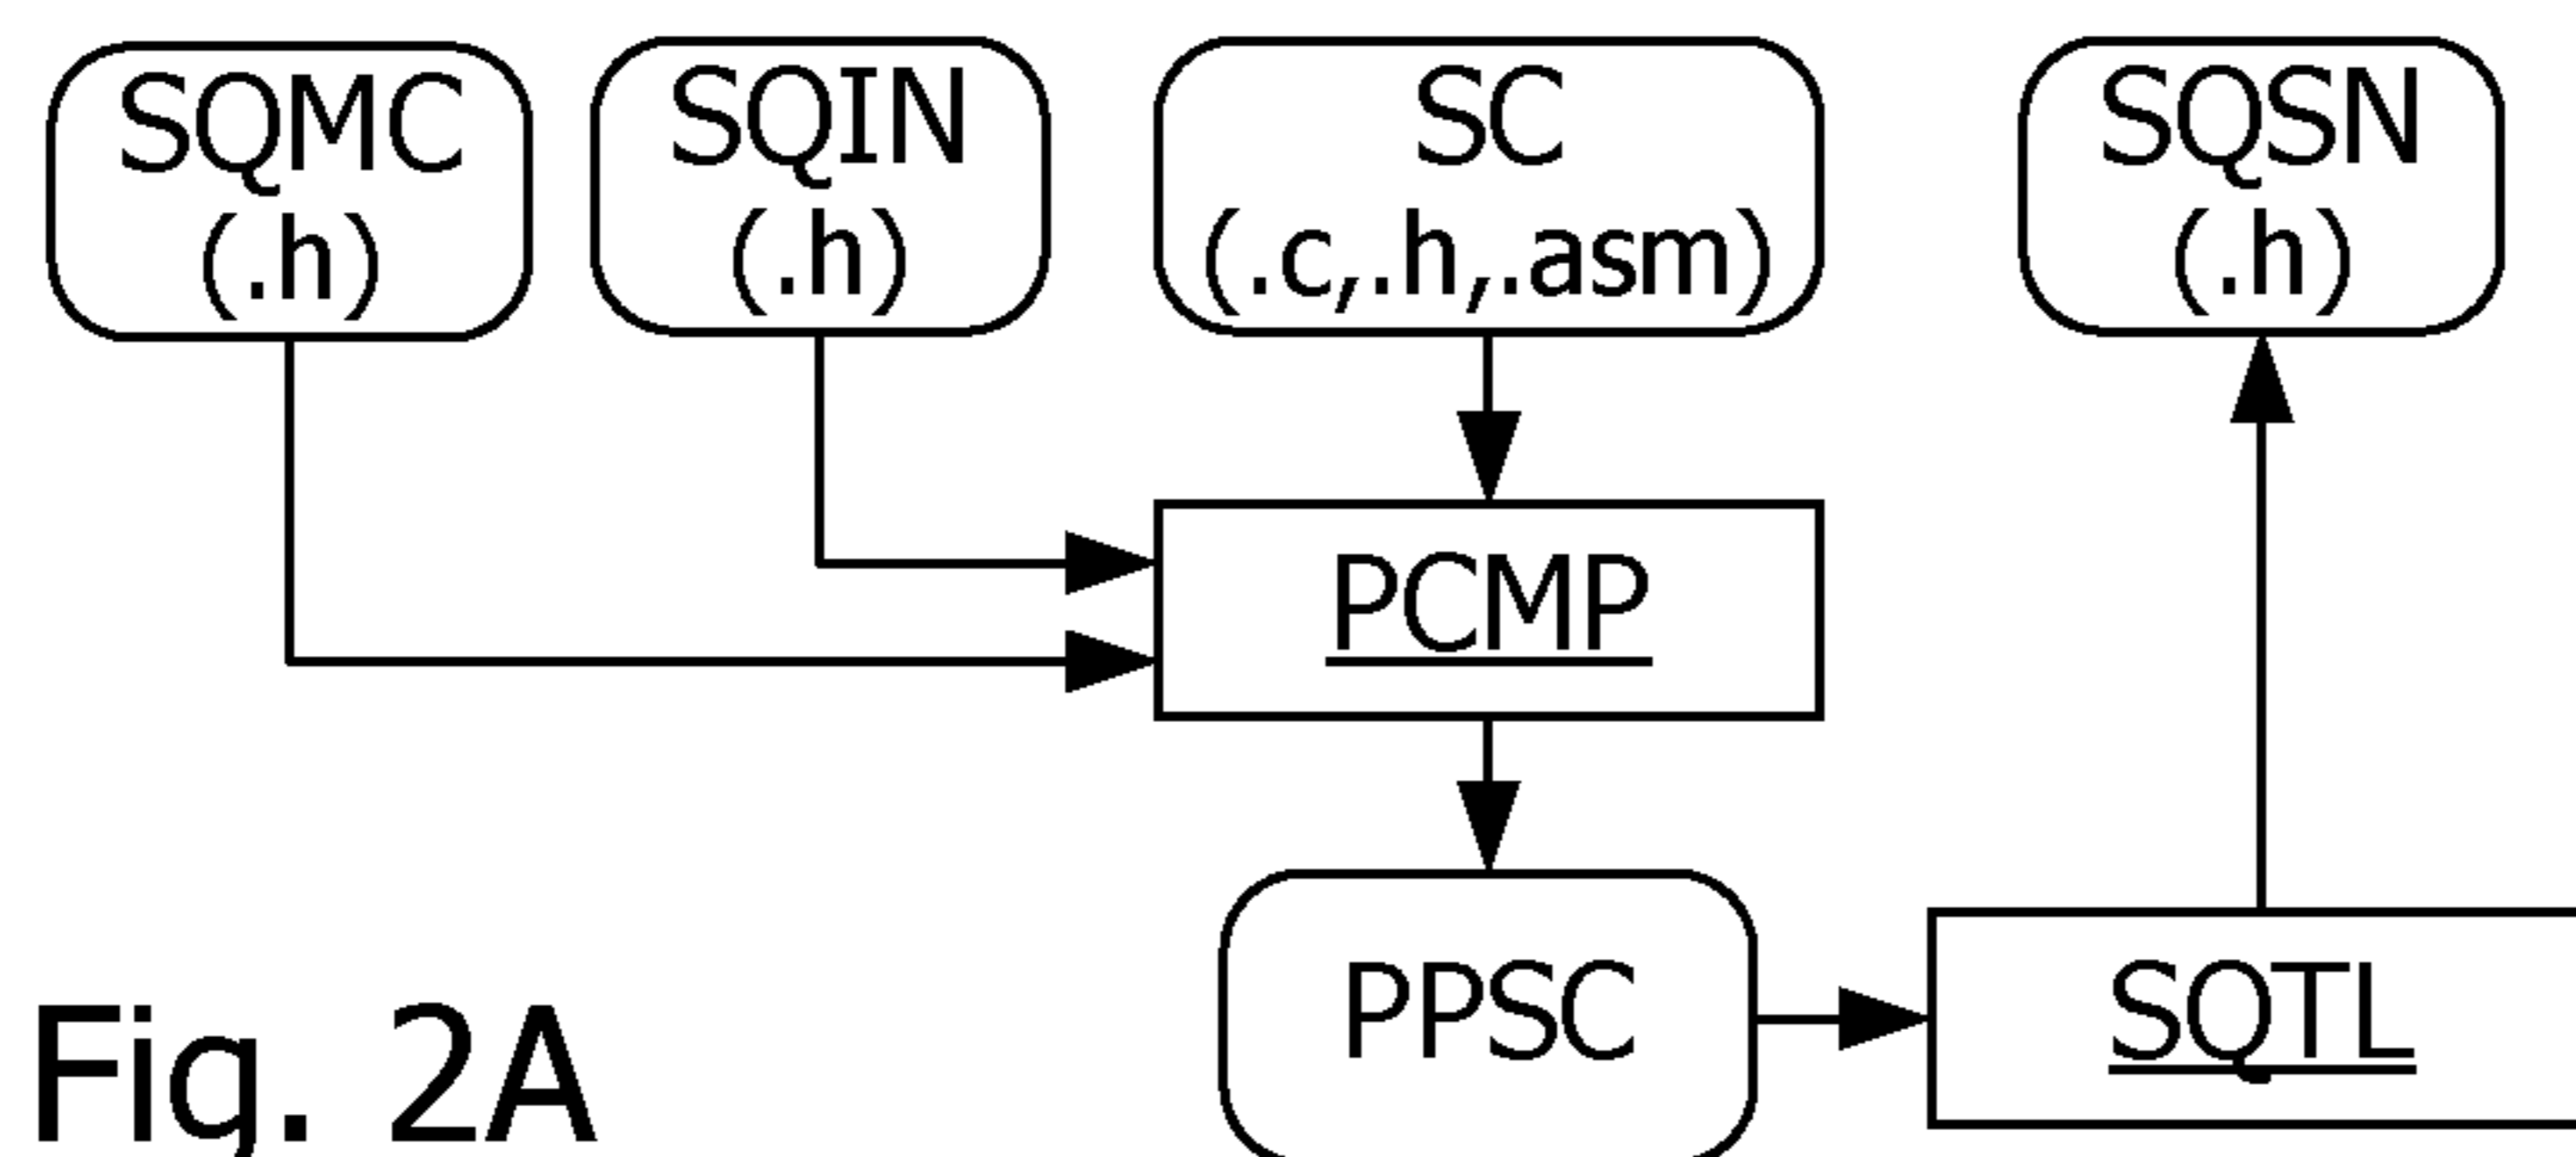 SQMC
(.h)
SQIN
(.h)
SC
(.c,.h,.asm)
SQSN
(.h)
PCMP
PPSC
SQTL
Fig. 2A